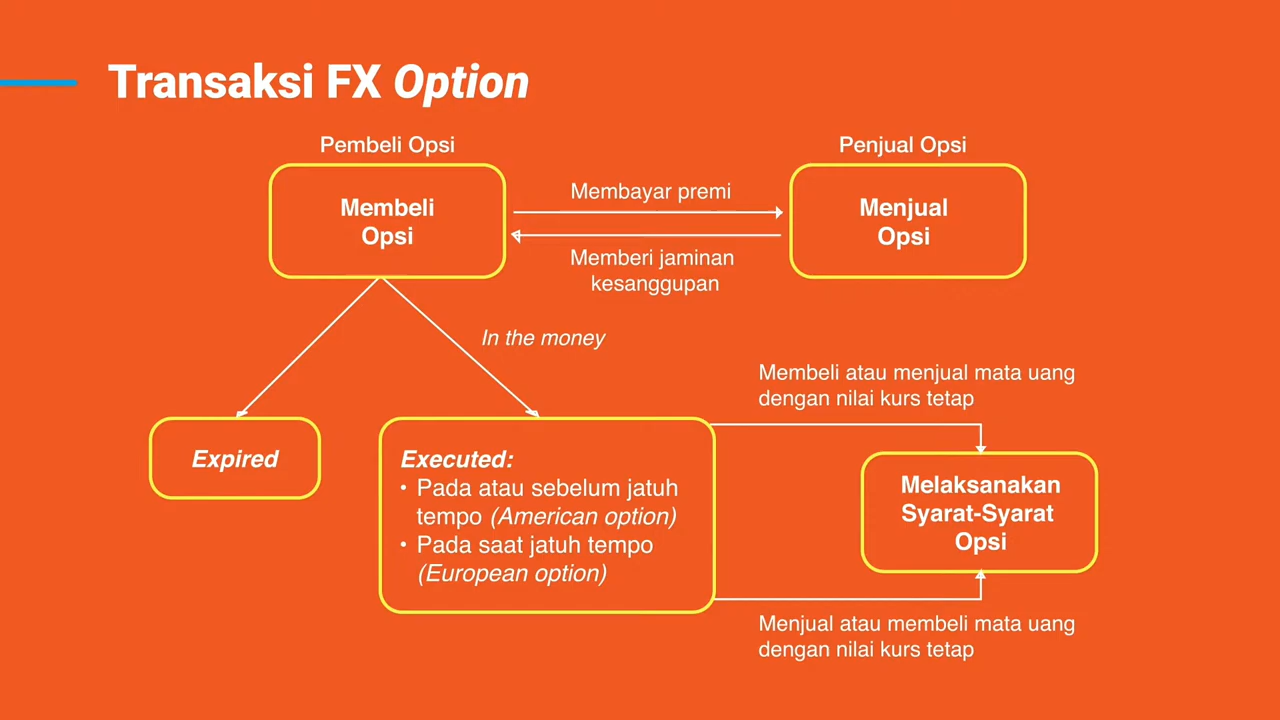 Transaksi FX Option
Pembeli Opsi
Penjual Opsi
Membeli
Opsi
Membayar premi
Menjual
Opsi
Memberi jaminan
kesanggupan
In the money
Membeli atau menjual mata uang
dengan nilai kurs tetap
Expired
Executed:
• Pada atau sebelum jatuh
tempo (American option)
• Pada saat jatuh tempo
(European option)
Melaksanakan
Syarat-Syarat
Opsi
Menjual atau membeli mata uang
dengan nilai kurs tetap